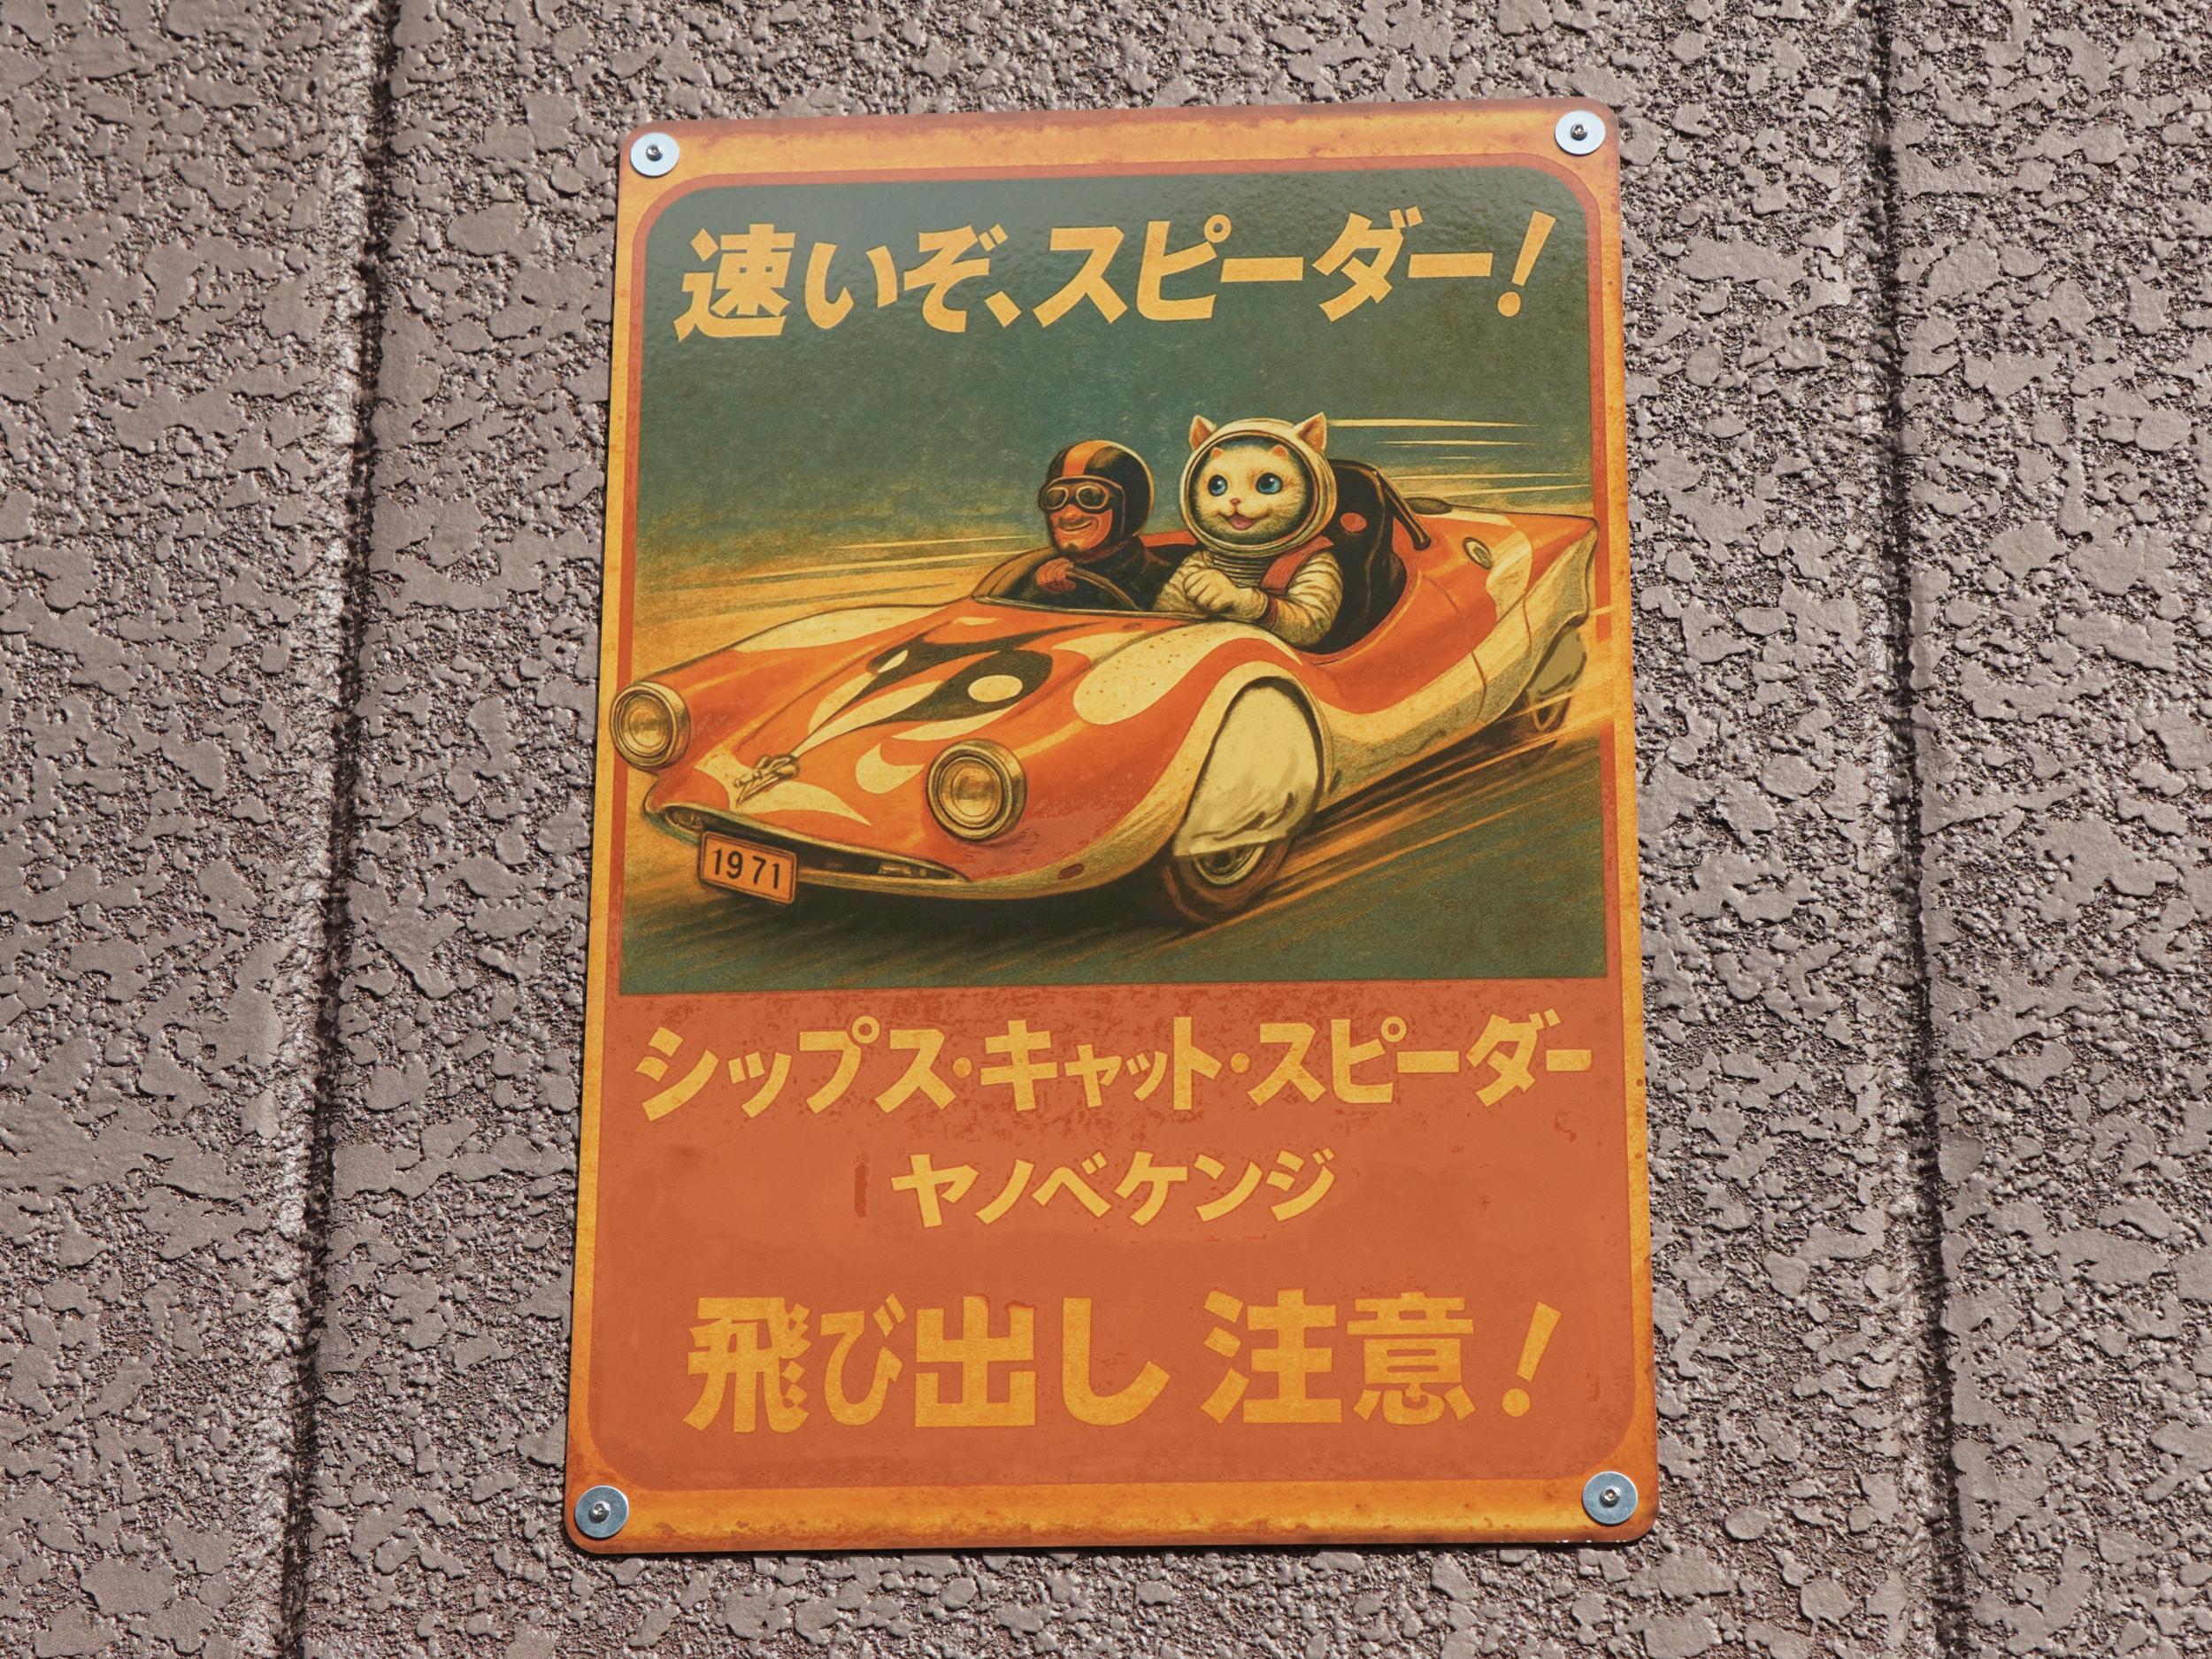 速いぞ、スピーダー!
1971
シップス・キャット・スピーダー
ヤノベケンジ
飛び出し 注意!